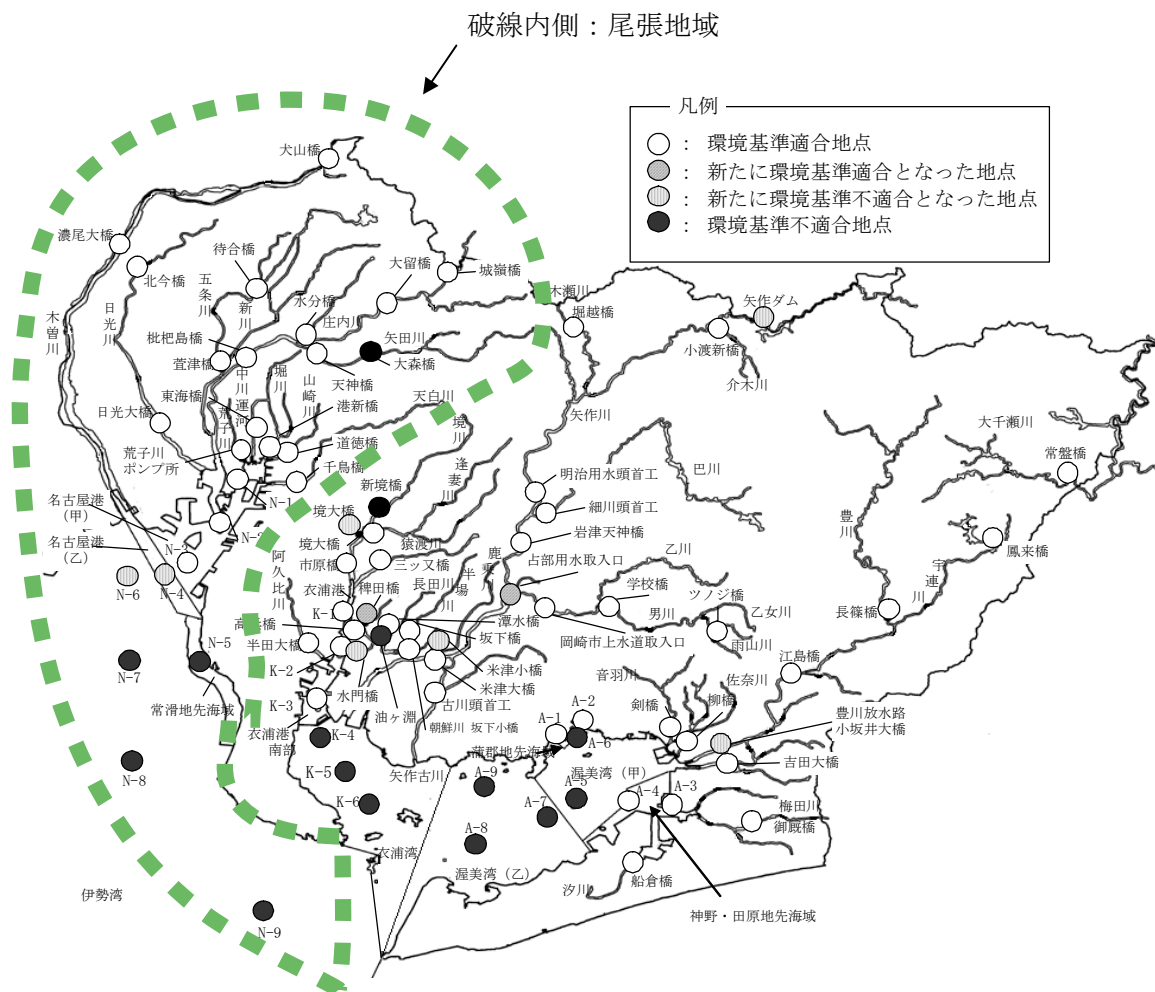 破線内側：尾張地域
凡例
： 環境基準適合地点
： 新たに環境基準適合となった地点
： 新たに環境基準不適合となった地点
： 環境基準不適合地点
犬山橋
濃尾大橋
北今橋
待合橋
大留橋
城嶺橋
五条川
新川
水分橋
庄内川
日光川
木曽川
枇杷島橋
矢田川
大森橋
萱津橋
天神橋
東海橋
中川運河
堀川
山崎川
荒子川
港新橋
天白川
日光大橋
道徳橋
荒子川
ポンプ所
千鳥橋
N-1
名古屋港
（甲）
名古屋港
（乙）
N-3
N-4
N-6
N-5
N-7
N-8
N-9
常滑地先海域
伊勢湾
木瀬川
堀越橋
矢作ダム
小渡新橋
介木川
矢作川
境川
逢妻川
新境橋
境大橋
境大橋
猿渡川
市原橋
三ッ又橋
阿久比川
衣浦港
K-1
稗田橋
長田川
半場川
鹿乗
潭水橋
坂下橋
半田大橋
K-2
水門橋
油ヶ淵
米津小橋
米津大橋
古川頭首工
朝鮮川 坂下小橋
K-3
衣浦港
南部
K-4
K-5
K-6
矢作古川
衣浦湾
明治用水頭首工
細川頭首工
岩津天神橋
占部用水取入口
巴川
乙川
学校橋
ツノジ橋
男川
乙女川
雨山川
岡崎市上水道取入口
大千瀬川
常盤橋
豊川
鳳来橋
宇連川
長篠橋
江島橋
音羽川
佐奈川
剣橋
柳橋
豊川放水路
小坂井大橋
吉田大橋
A-1
A-2
A-6
蒲郡地先海域
渥美湾（甲）
A-9
A-5
A-4
A-3
A-7
A-8
渥美湾（乙）
梅田川
御厩橋
船倉橋
汐川
神野・田原地先海域